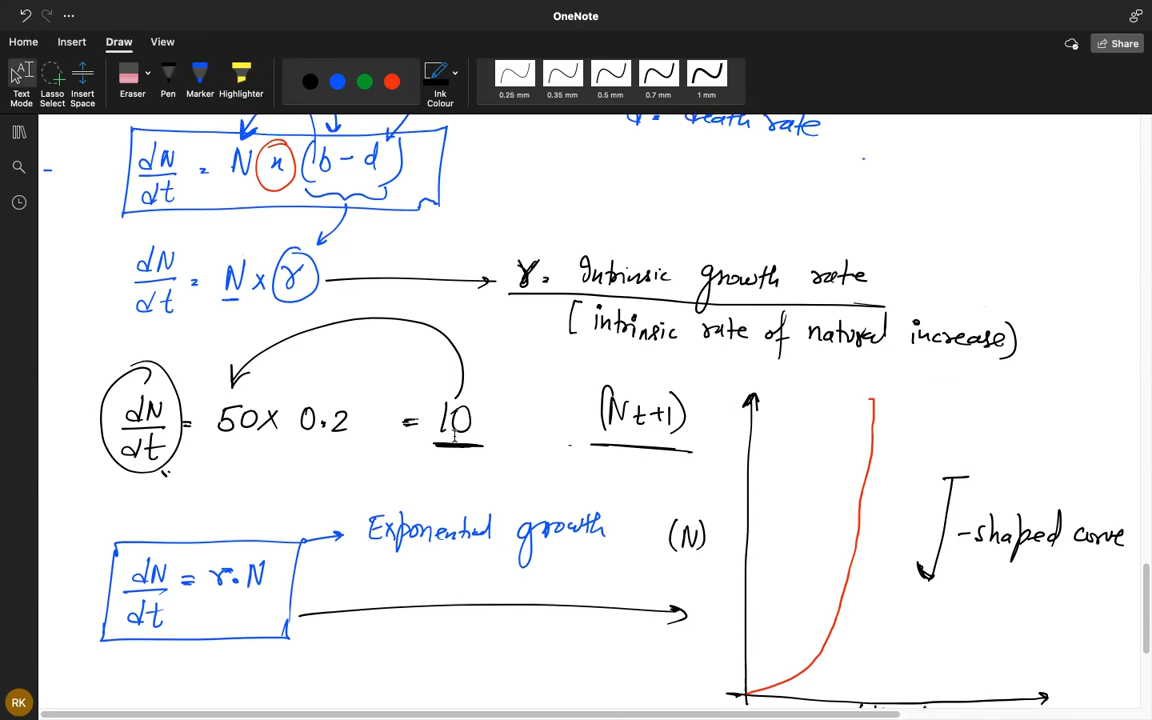 OneNote
Home Insert Draw View
Share
Text Mode
Lasso Select
Insert Space
Eraser
Pen
Marker
Highlighter
Ink Colour
0.25 mm
0.35 mm
0.5 mm
0.7 mm
1 mm
death rate
dN/dt = N x (b - d)
dN/dt = N × r
r = Intrinsic growth rate
[intrinsic rate of natural increase)
dN/dt = 50 × 0.2 = 10
(Nt+1)
Exponential growth
(N)
J-shaped curve
dN/dt = r.N
RK